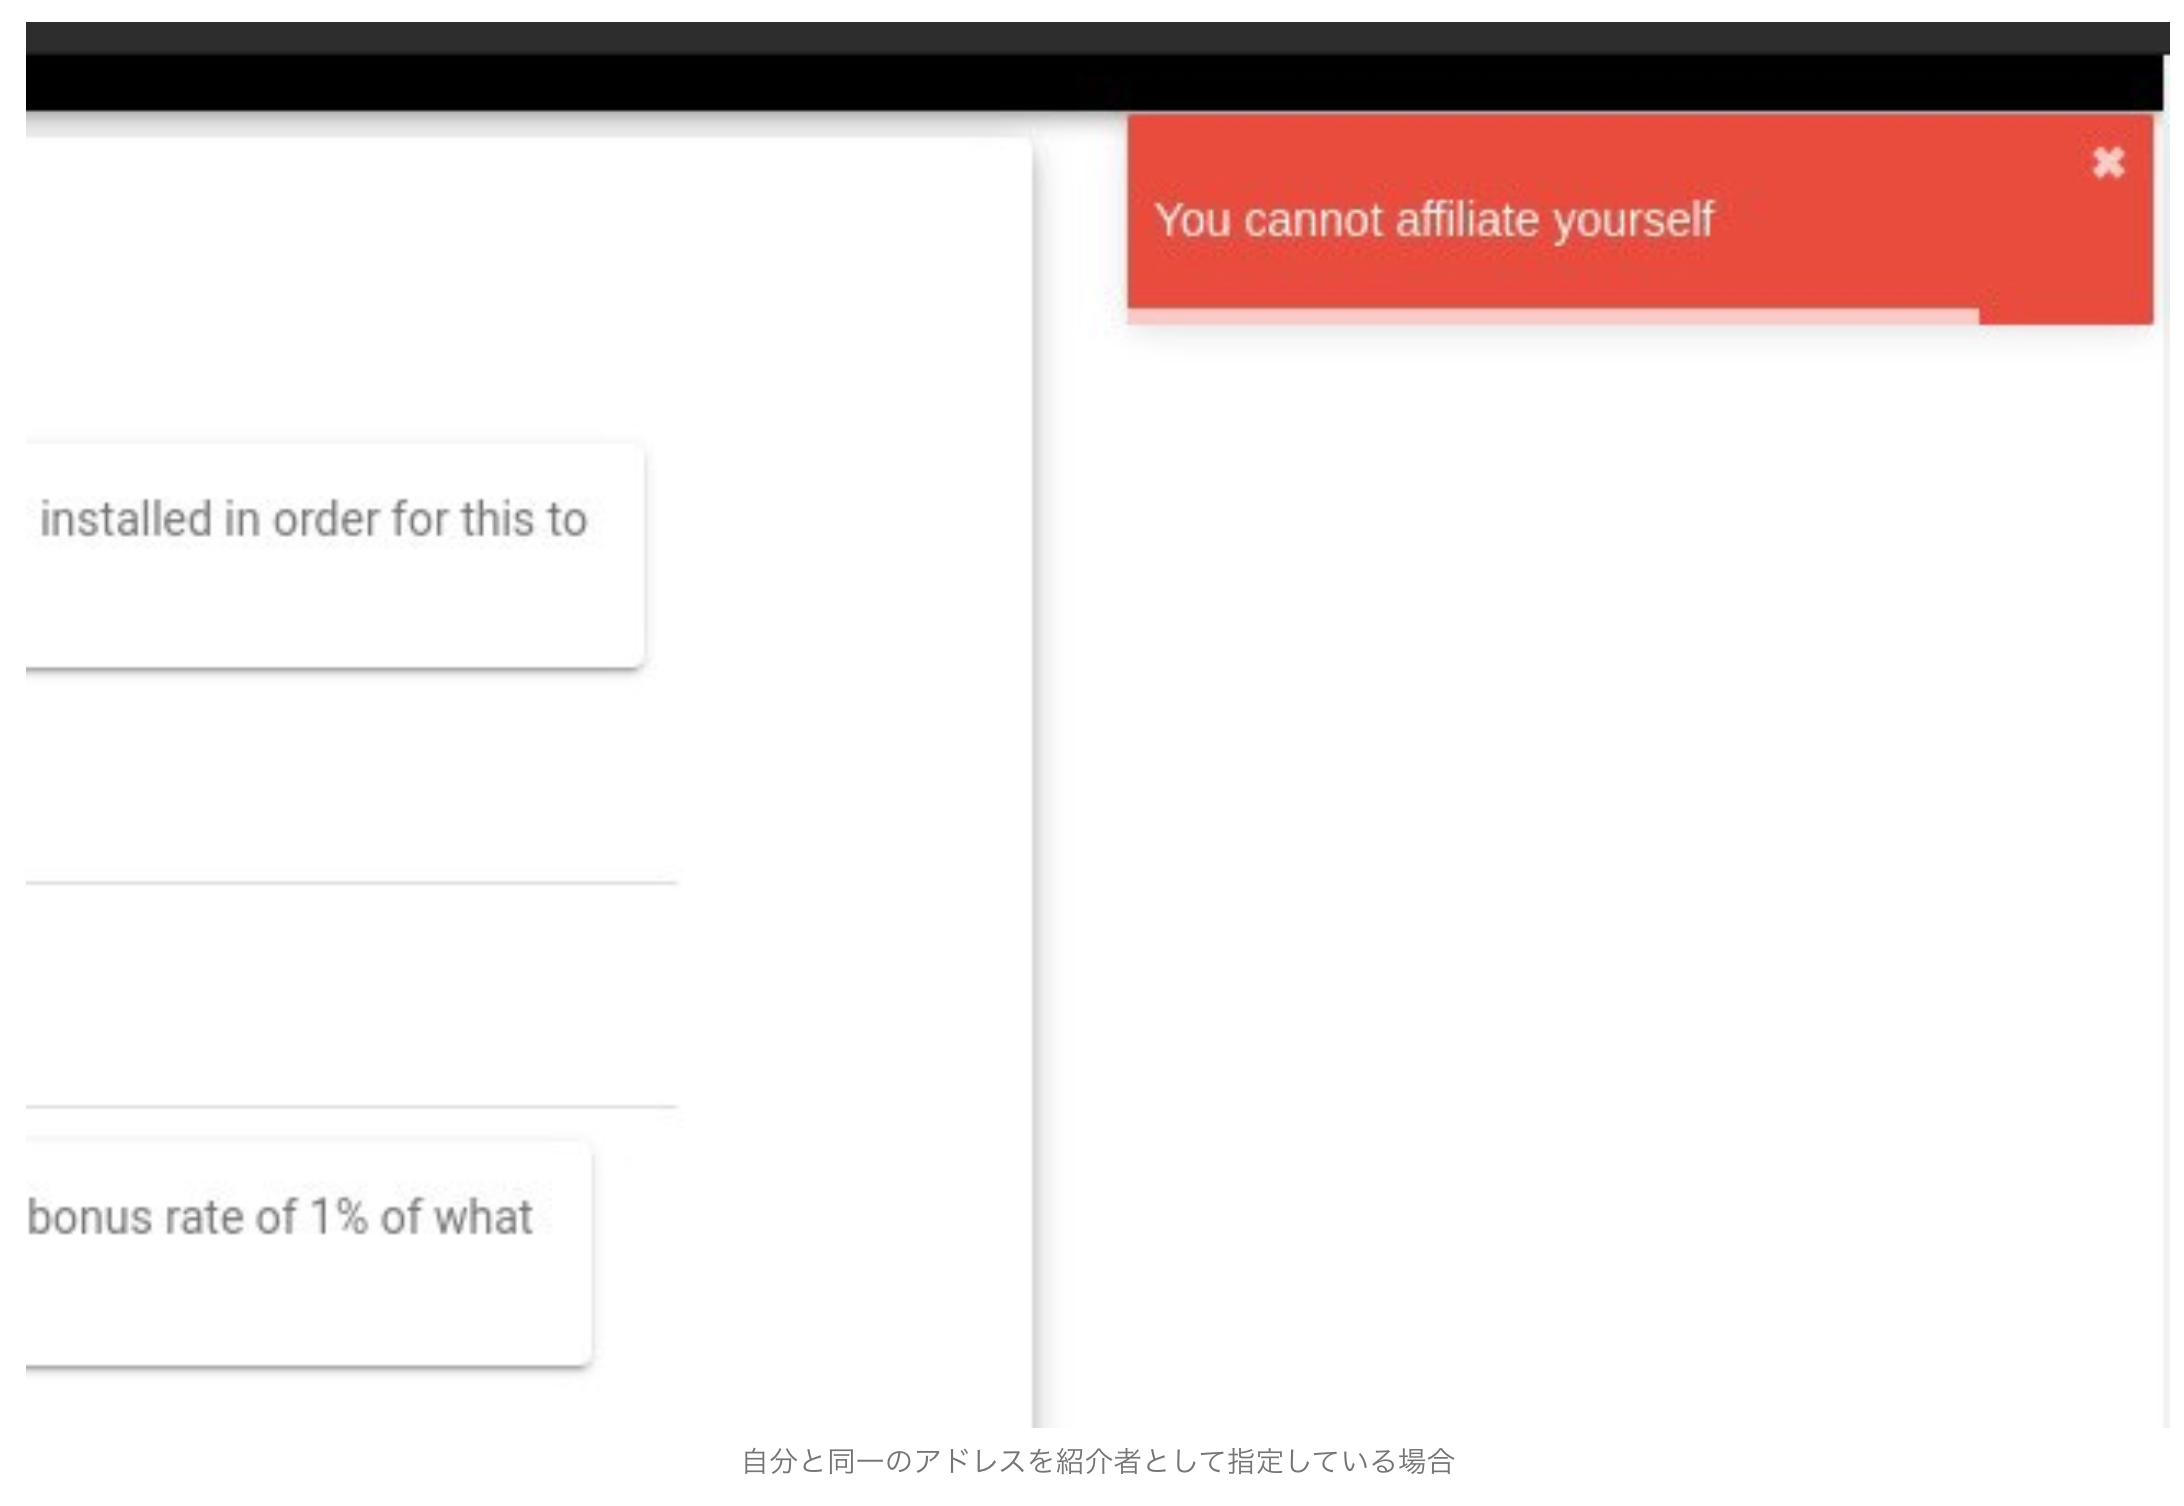 You cannot affiliate yourself
installed in order for this to
bonus rate of 1% of what
自分と同一のアドレスを紹介者として指定している場合